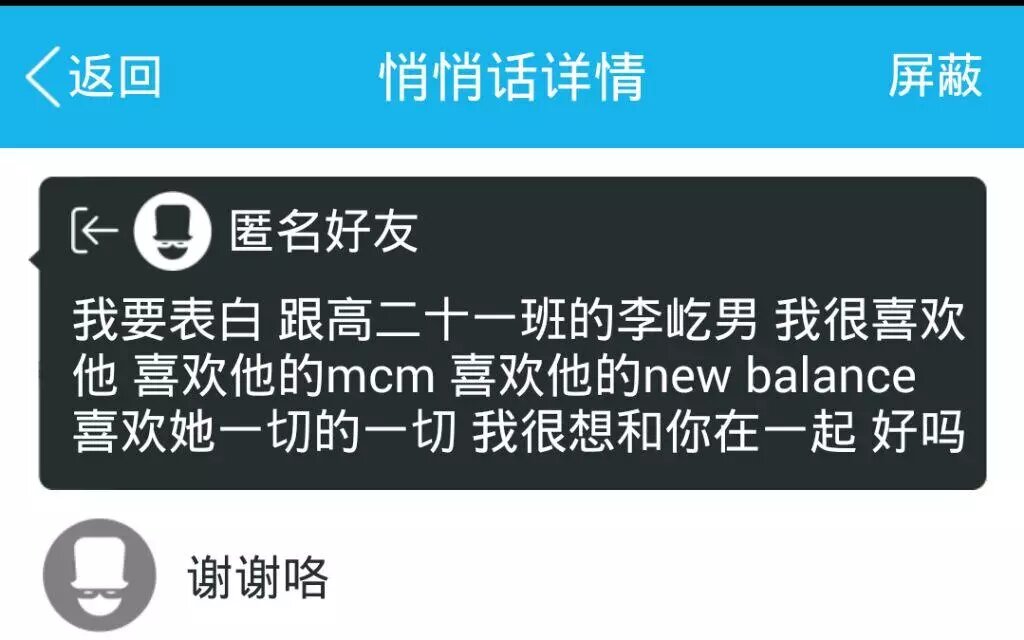 返回 悄悄话详情 屏蔽
匿名好友
我要表白 跟高二十一班的李屹男 我很喜欢
他 喜欢他的mcm 喜欢他的new balance
喜欢她一切的一切 我很想和你在一起 好吗
谢谢咯